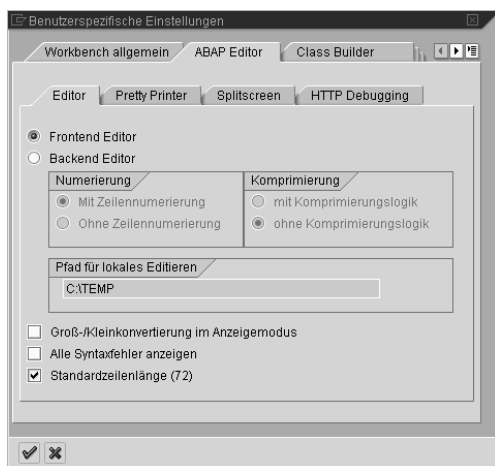 Benutzerspezifische Einstellungen
Workbench allgemein ABAP Editor Class Builder
Editor Pretty Printer Splitscreen HTTP Debugging
Frontend Editor
Backend Editor
Numerierung Komprimierung
Mit Zeilennumerierung mit Komprimierungslogik
Ohne Zeilennumerierung ohne Komprimierungslogik
Pfad für lokales Editieren
C:\TEMP
Groß-/Kleinkonvertierung im Anzeigemodus
Alle Syntaxfehler anzeigen
Standardzeilenlänge (72)